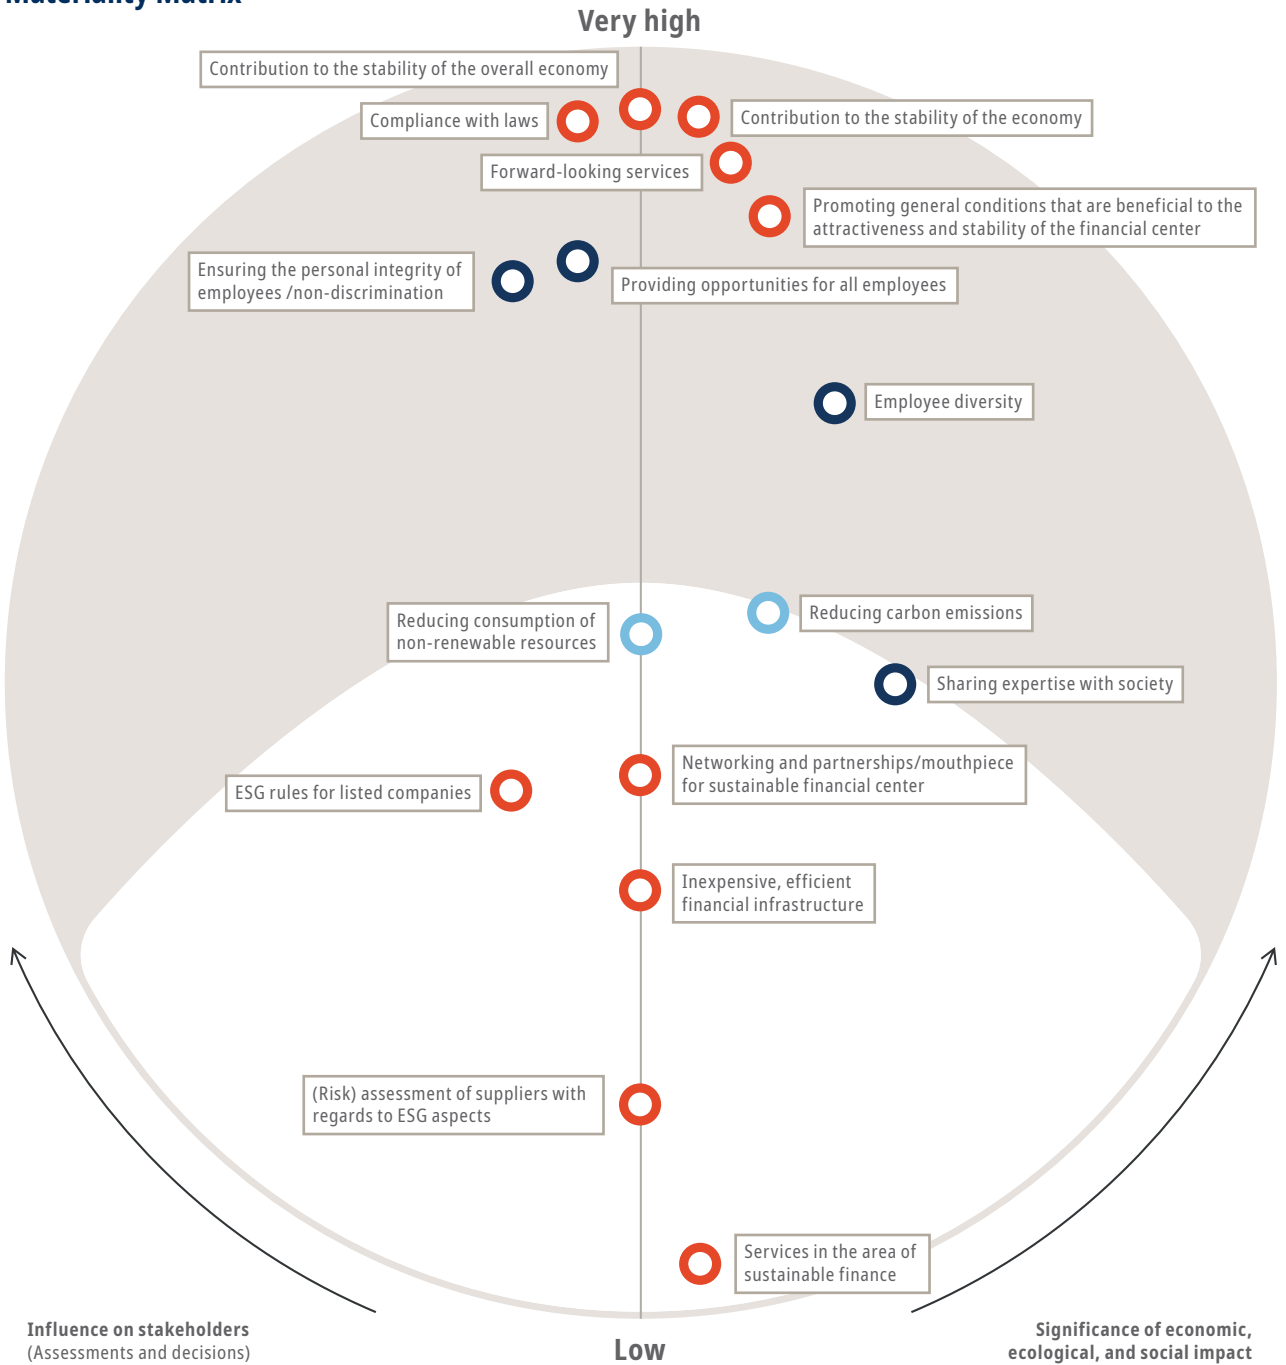 Materiality Matrix
Very high
Contribution to the stability of the overall economy
Compliance with laws
Contribution to the stability of the economy
Forward-looking services
Promoting general conditions that are beneficial to the
attractiveness and stability of the financial center
Ensuring the personal integrity of
employees /non-discrimination
Providing opportunities for all employees
Employee diversity
Reducing consumption of
non-renewable resources
Reducing carbon emissions
Sharing expertise with society
Networking and partnerships/mouthpiece
for sustainable financial center
ESG rules for listed companies
Inexpensive, efficient
financial infrastructure
(Risk) assessment of suppliers with
regards to ESG aspects
Services in the area of
sustainable finance
Influence on stakeholders
(Assessments and decisions)
Low
Significance of economic,
ecological, and social impact